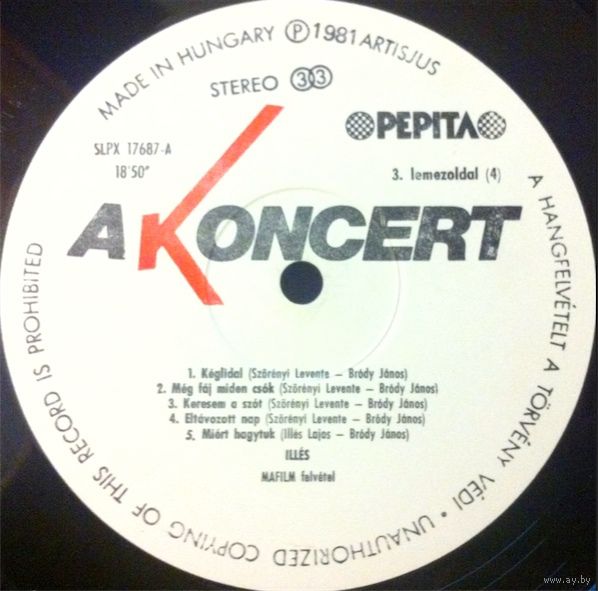 MADE IN HUNGARY Ⓟ 1981 ARTISJUS
STEREO 33
PEPITA
SLPX 17687-A
18'50"
3. lemezoldal (4)
A KONCERT
1. Kéglidal (Szörényi Levente – Bródy János)
2. Még fáj miden csók (Szörényi Levente – Bródy János)
3. Keresem a szót (Szörényi Levente – Bródy János)
4. Eltávozott nap (Szörényi Levente – Bródy János)
5. Miért hagytuk (Illés Lajos – Bródy János)
ILLÉS
MAFILM felvétel
A HANGFELVÉTELT A TÖRVÉNY VÉDI • UNAUTHORIZED COPYING OF THIS RECORD IS PROHIBITED
www.ay.by